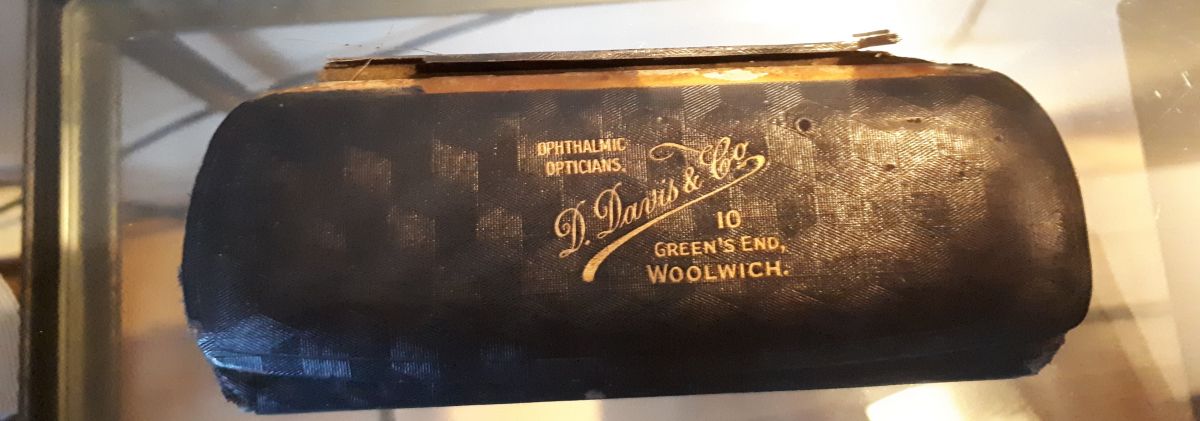 OPHTHALMIC
OPTICIANS.
D. Davis & Co
10
GREEN'S END,
WOOLWICH.